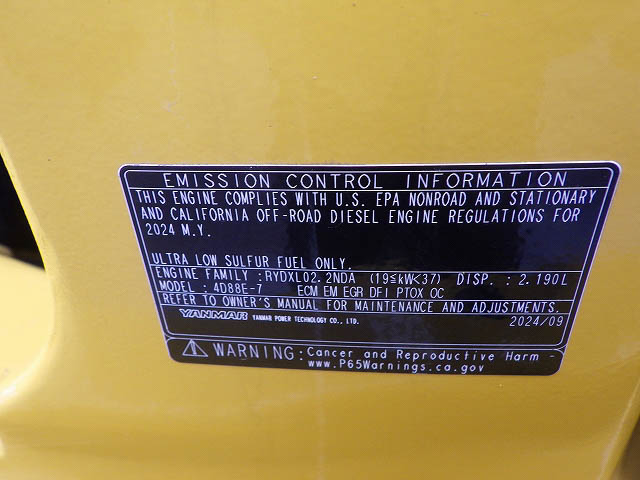 EMISSION CONTROL INFORMATION
THIS ENGINE COMPLIES WITH U.S. EPA NONROAD AND STATIONARY
AND CALIFORNIA OFF-ROAD DIESEL ENGINE REGULATIONS FOR
2024 M.Y.
ULTRA LOW SULFUR FUEL ONLY.
ENGINE FAMILY : RYDXL02.2NDA (19≦kW<37) DISP. : 2.190L
MODEL : 4D88E-7 ECM EM EGR DFI PTOX OC
REFER TO OWNER'S MANUAL FOR MAINTENANCE AND ADJUSTMENTS.
YANMAR YANMAR POWER TECHNOLOGY CO., LTD. 2024/09
WARNING: Cancer and Reproductive Harm -
www.P65Warnings.ca.gov